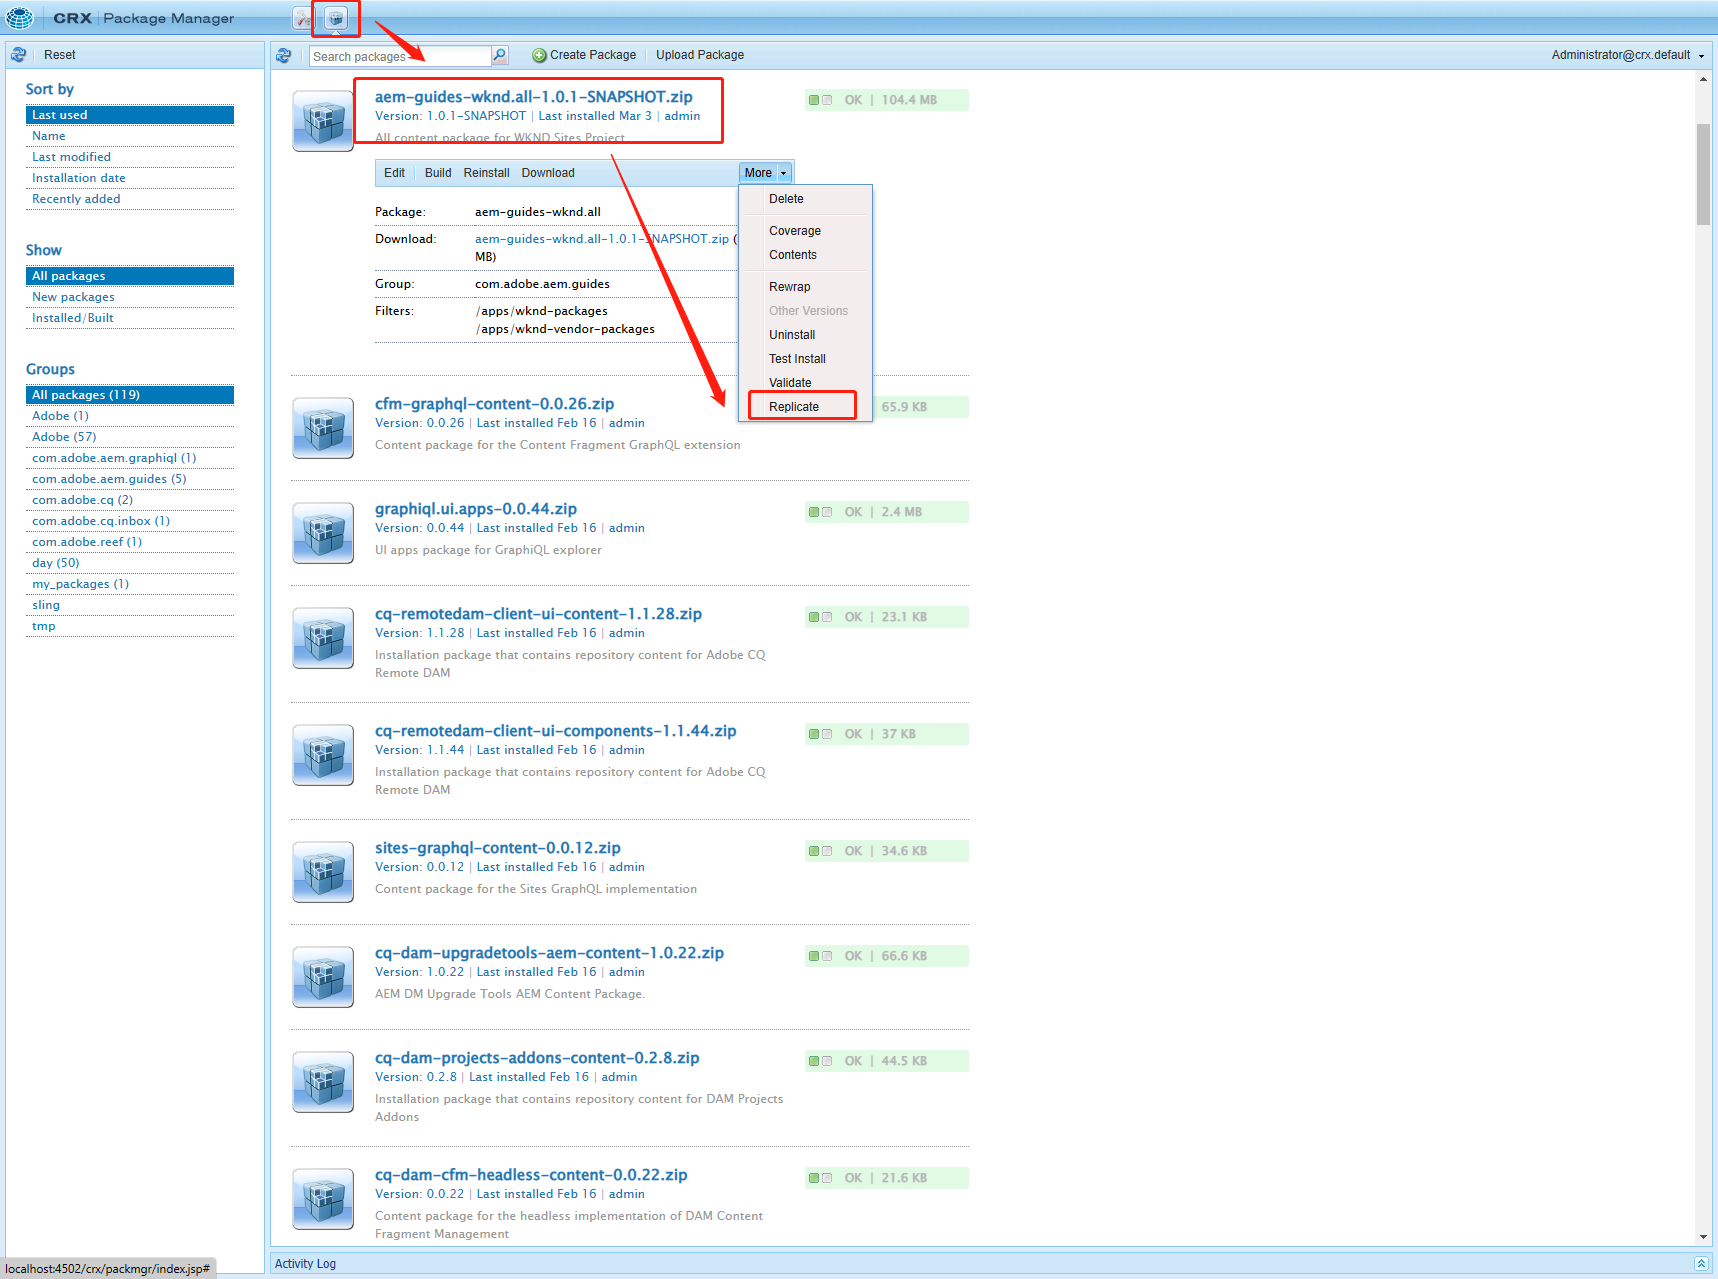 CRX | Package Manager
Reset
Sort by
Last used
Name
Last modified
Installation date
Recently added
Show
All packages
New packages
Installed/Built
Groups
All packages (119)
Adobe (1)
Adobe (57)
com.adobe.aem.graphiql (1)
com.adobe.aem.guides (5)
com.adobe.cq (2)
com.adobe.cq.inbox (1)
com.adobe.reef (1)
day (50)
my_packages (1)
sling
tmp
localhost:4502/crx/packmgr/index.jsp#
Search packages
Create Package
Upload Package
Administrator@crx.default
aem-guides-wknd.all-1.0.1-SNAPSHOT.zip
OK | 104.4 MB
Version: 1.0.1-SNAPSHOT | Last installed Mar 3 | admin
All content package for WKND Sites Project
Edit Build Reinstall Download More
Package: aem-guides-wknd.all
Download: aem-guides-wknd.all-1.0.1-SNAPSHOT.zip (
MB)
Group: com.adobe.aem.guides
Filters: /apps/wknd-packages
/apps/wknd-vendor-packages
Delete
Coverage
Contents
Rewrap
Other Versions
Uninstall
Test Install
Validate
Replicate
cfm-graphql-content-0.0.26.zip
65.9 KB
Version: 0.0.26 | Last installed Feb 16 | admin
Content package for the Content Fragment GraphQL extension
graphiql.ui.apps-0.0.44.zip
OK | 2.4 MB
Version: 0.0.44 | Last installed Feb 16 | admin
UI apps package for GraphiQL explorer
cq-remotedam-client-ui-content-1.1.28.zip
OK | 23.1 KB
Version: 1.1.28 | Last installed Feb 16 | admin
Installation package that contains repository content for Adobe CQ
Remote DAM
cq-remotedam-client-ui-components-1.1.44.zip
OK | 37 KB
Version: 1.1.44 | Last installed Feb 16 | admin
Installation package that contains repository content for Adobe CQ
Remote DAM
sites-graphql-content-0.0.12.zip
OK | 34.6 KB
Version: 0.0.12 | Last installed Feb 16 | admin
Content package for the Sites GraphQL implementation
cq-dam-upgradetools-aem-content-1.0.22.zip
OK | 66.6 KB
Version: 1.0.22 | Last installed Feb 16 | admin
AEM DM Upgrade Tools AEM Content Package.
cq-dam-projects-addons-content-0.2.8.zip
OK | 44.5 KB
Version: 0.2.8 | Last installed Feb 16 | admin
Installation package that contains repository content for DAM Projects
Addons
cq-dam-cfm-headless-content-0.0.22.zip
OK | 21.6 KB
Version: 0.0.22 | Last installed Feb 16 | admin
Content package for the headless implementation of DAM Content
Fragment Management
Activity Log